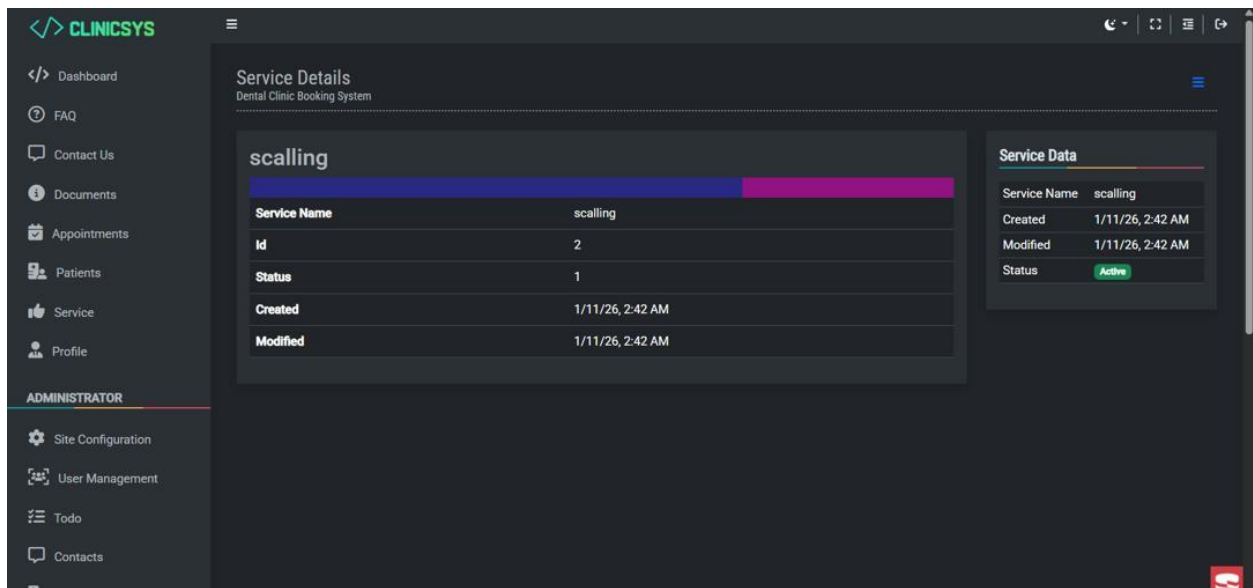 </> CLINICSYS
</> Dashboard
FAQ
Contact Us
Documents
Appointments
Patients
Service
Profile
ADMINISTRATOR
Site Configuration
User Management
Todo
Contacts
Service Details
Dental Clinic Booking System
scalling
Service Name scalling
Id 2
Status 1
Created 1/11/26, 2:42 AM
Modified 1/11/26, 2:42 AM
Service Data
Service Name scalling
Created 1/11/26, 2:42 AM
Modified 1/11/26, 2:42 AM
Status Active